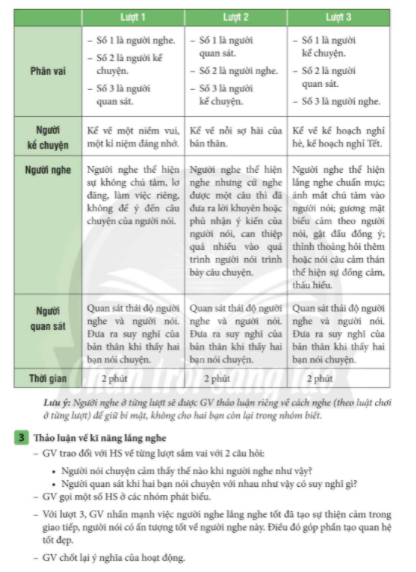 Lượt 1
Lượt 2
Lượt 3
Phân vai
– Số 1 là người nghe.
– Số 2 là người kể
chuyện.
– Số 3 là người
quan sát.
– Số 1 là người
quan sát.
– Số 2 là người nghe.
– Số 3 là người
kể chuyện.
– Số 1 là người
kể chuyện.
– Số 2 là người
quan sát.
– Số 3 là người nghe.
Người
kể chuyện
Kể về một niềm vui,
một kỉ niệm đáng nhớ.
Kể về nỗi sợ hãi của
bản thân.
Kể về kế hoạch nghỉ
hè, kế hoạch nghỉ Tết.
Người nghe
Người nghe thể hiện
sự không chú tâm, lơ
đãng, làm việc riêng,
không để ý đến câu
chuyện của người nói.
Người nghe thể hiện
nghe nhưng cứ nghe
được một câu thì đã
đưa ra lời khuyên hoặc
phủ nhận ý kiến của
người nói, can thiệp
quá nhiều vào quá
trình người nói trình
bày câu chuyện.
Người nghe thể hiện
lắng nghe chuẩn mực;
ánh mắt chú tâm vào
người nói; gương mặt
biểu cảm theo người
nói, gật đầu đồng ý;
thỉnh thoảng hỏi thêm
hoặc nói câu cảm thán
thể hiện sự đồng cảm,
thấu hiểu.
Người
quan sát
Quan sát thái độ người
nghe và người nói.
Đưa ra suy nghĩ của
bản thân khi thấy hai
bạn nói chuyện.
Quan sát thái độ người
nghe và người nói.
Đưa ra suy nghĩ của
bản thân khi thấy hai
bạn nói chuyện.
Quan sát thái độ người
nghe và người nói.
Đưa ra suy nghĩ của
bản thân khi thấy hai
bạn nói chuyện.
Thời gian
2 phút
2 phút
2 phút
Lưu ý: Người nghe ở từng lượt sẽ được GV thảo luận riêng về cách nghe (theo luật chơi
ở từng lượt) để giữ bí mật, không cho hai bạn còn lại trong nhóm biết.
3 Thảo luận về kĩ năng lắng nghe
– GV trao đổi với HS về từng lượt sắm vai với 2 câu hỏi:
• Người nói chuyện cảm thấy thế nào khi người nghe như vậy?
• Người quan sát khi hai bạn nói chuyện với nhau như vậy có suy nghĩ gì?
– GV gọi một số HS ở các nhóm phát biểu.
– Với lượt 3, GV nhấn mạnh việc người nghe lắng nghe tốt đã tạo sự thiện cảm trong
giao tiếp, người nói có ấn tượng tốt về người nghe này. Điều đó góp phần tạo quan hệ
tốt đẹp.
– GV chốt lại ý nghĩa của hoạt động.